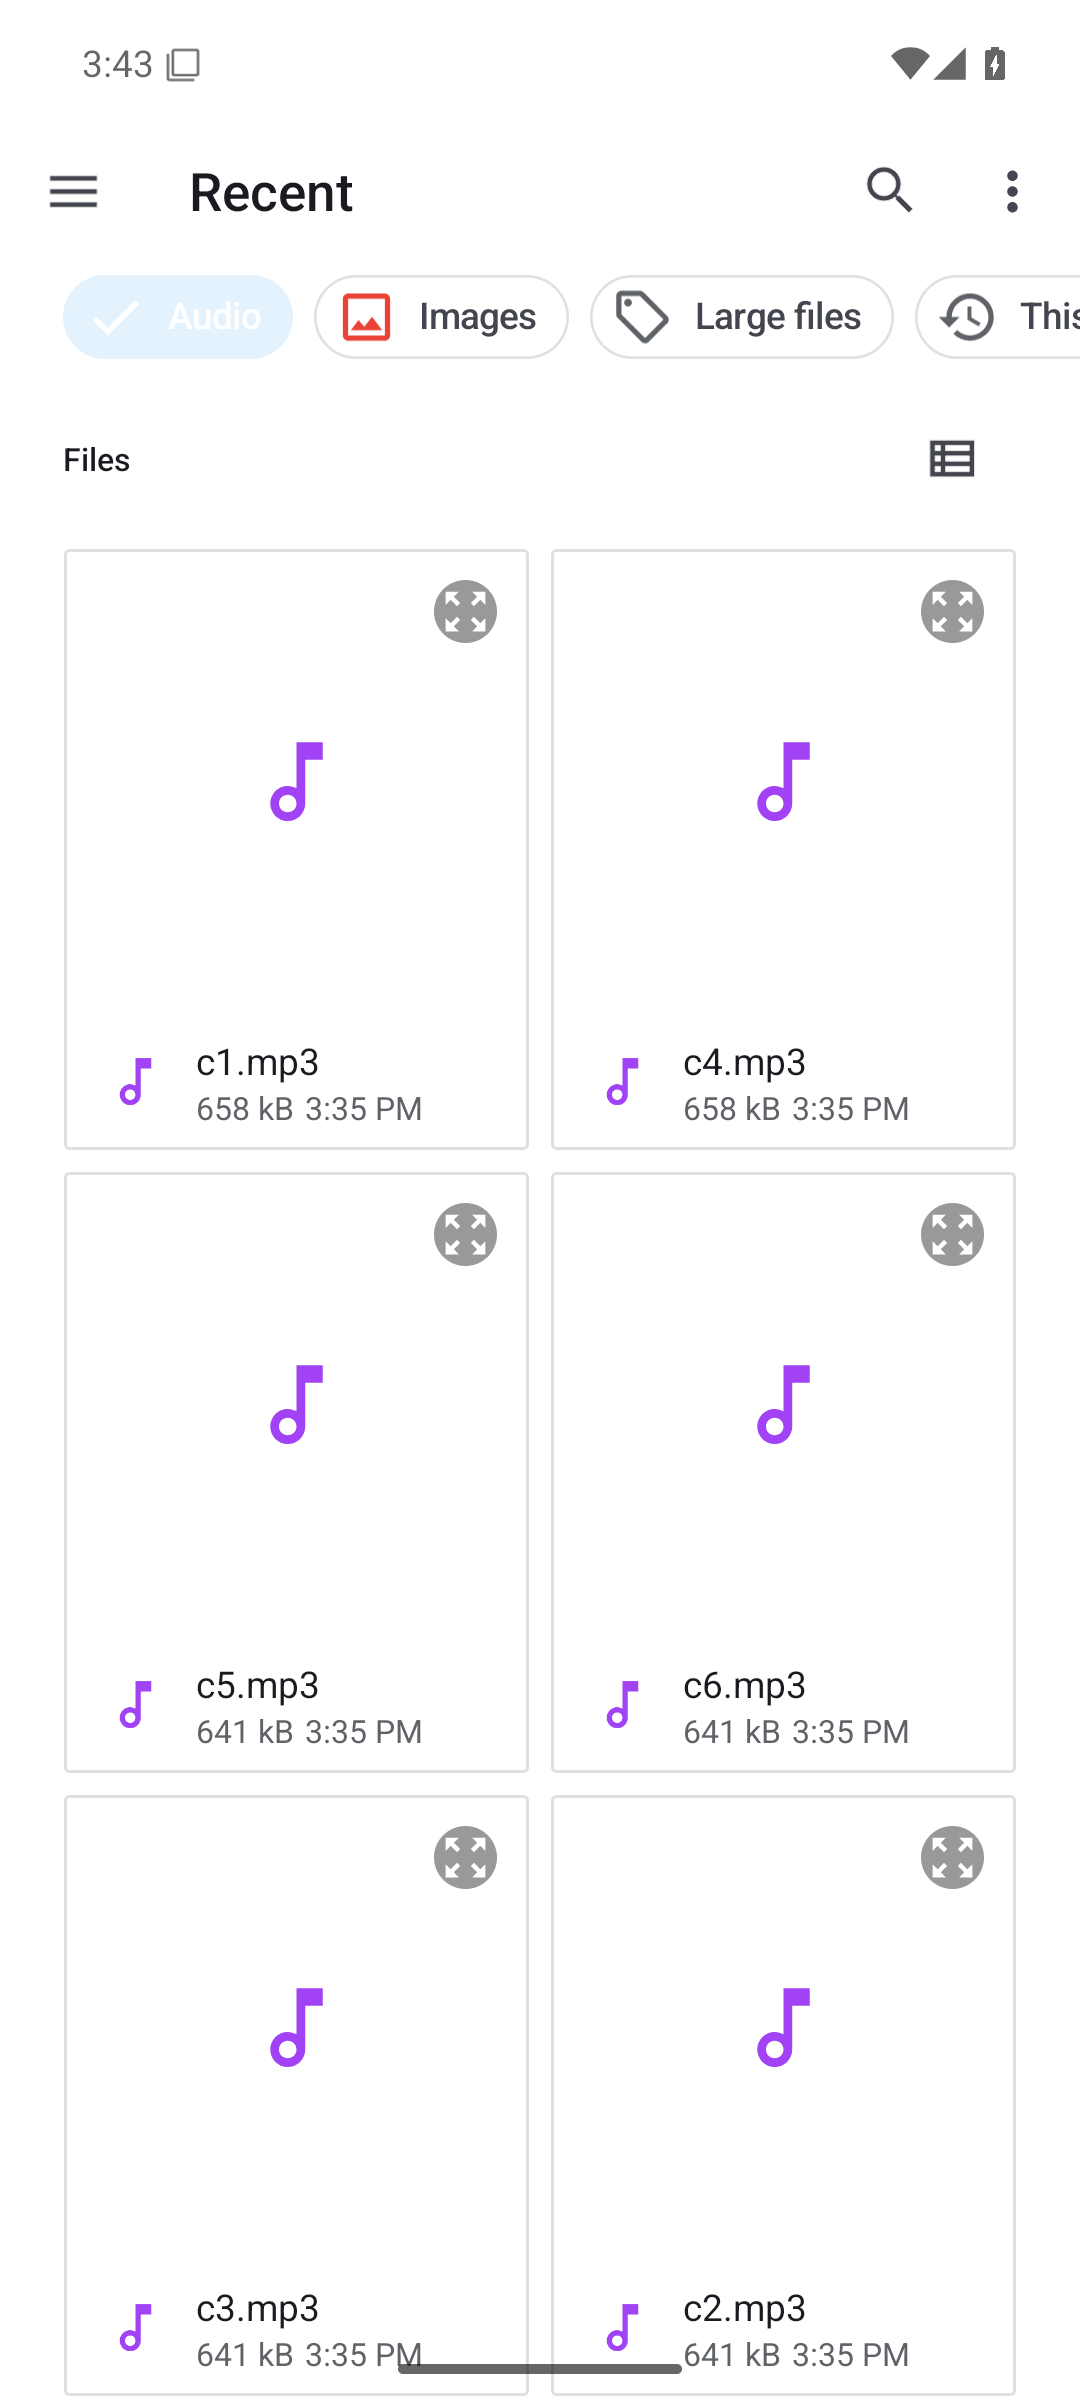 3:43
Recent
Audio
Images
Large files
This
Files
c1.mp3
658 kB 3:35 PM
c4.mp3
658 kB 3:35 PM
c5.mp3
641 kB 3:35 PM
c6.mp3
641 kB 3:35 PM
c3.mp3
641 kB 3:35 PM
c2.mp3
641 kB 3:35 PM